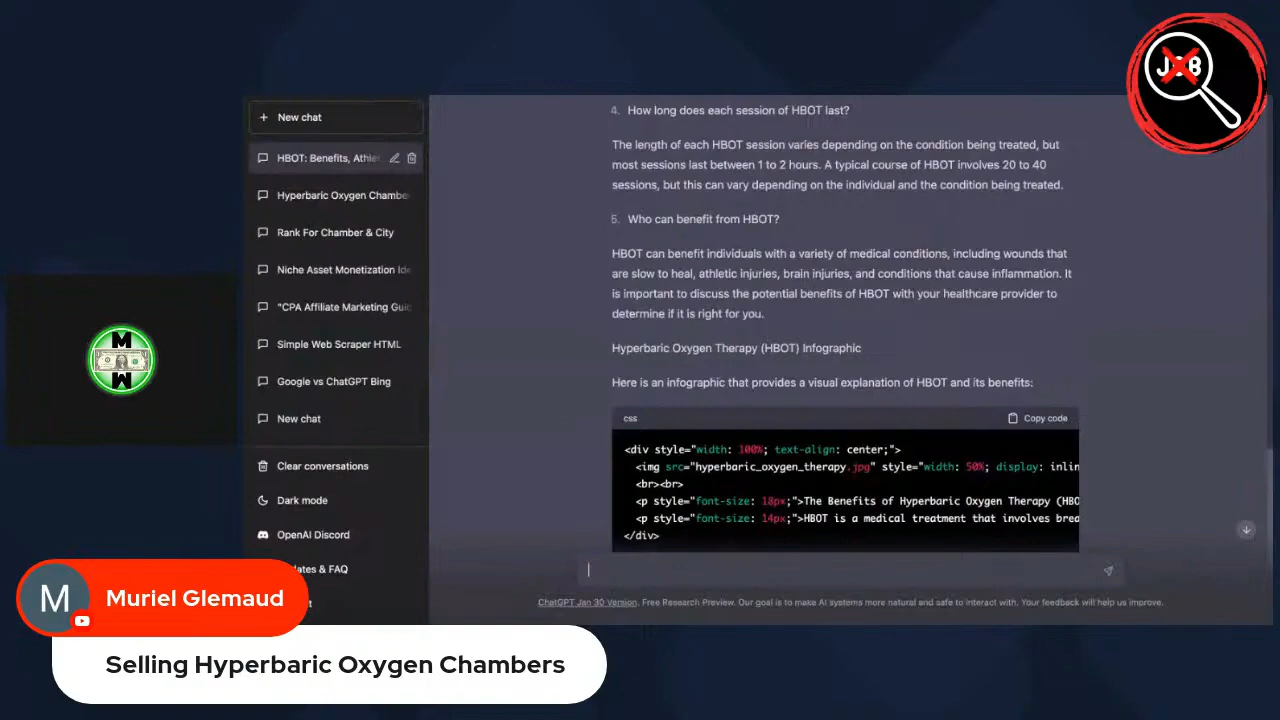 JOB
New chat
HBOT: Benefits, Athle
Hyperbaric Oxygen Chambe
Rank For Chamber & City
Niche Asset Monetization Ide
"CPA Affiliate Marketing Guid
Simple Web Scraper HTML
Google vs ChatGPT Bing
New chat
Clear conversations
Dark mode
OpenAI Discord
ates & FAQ
t
4. How long does each session of HBOT last?
The length of each HBOT session varies depending on the condition being treated, but
most sessions last between 1 to 2 hours. A typical course of HBOT involves 20 to 40
sessions, but this can vary depending on the individual and the condition being treated.
5. Who can benefit from HBOT?
HBOT can benefit individuals with a variety of medical conditions, including wounds that
are slow to heal, athletic injuries, brain injuries, and conditions that cause inflammation. It
is important to discuss the potential benefits of HBOT with your healthcare provider to
determine if it is right for you.
Hyperbaric Oxygen Therapy (HBOT) Infographic
Here is an infographic that provides a visual explanation of HBOT and its benefits:
css Copy code
<div style="width: 100%; text-align: center;">
<img src="hyperbaric_oxygen_therapy.jpg" style="width: 50%; display: inlin
<br><br>
<p style="font-size: 18px;">The Benefits of Hyperbaric Oxygen Therapy (HBO
<p style="font-size: 14px;">HBOT is a medical treatment that involves brea
</div>
ChatGPT Jan 30 Version. Free Research Preview. Our goal is to make AI systems more natural and safe to interact with. Your feedback will help us improve.
M
M
M Muriel Glemaud
Selling Hyperbaric Oxygen Chambers